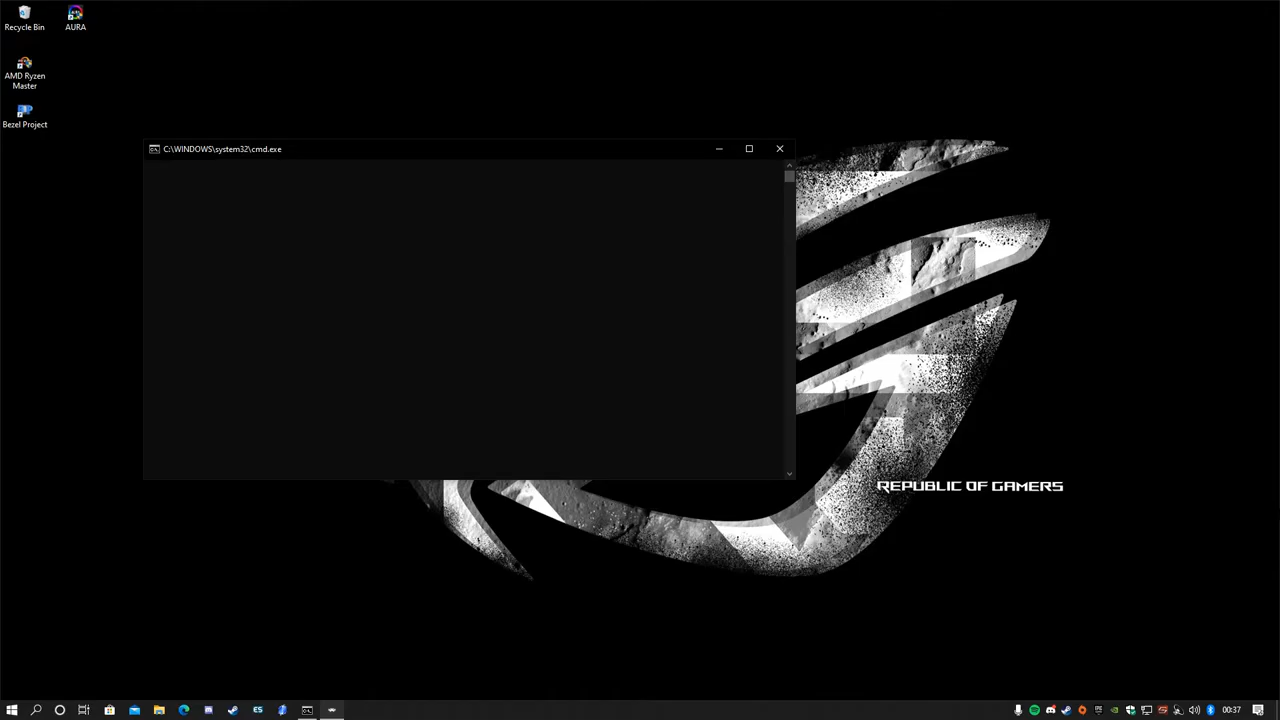 Recycle Bin
AURA
AMD Ryzen
Master
Bezel Project
C:\WINDOWS\system32\cmd.exe
REPUBLIC OF GAMERS
ES
00:37